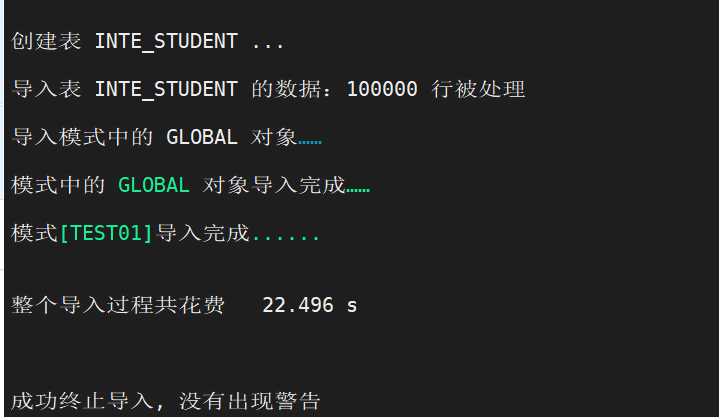 创建表 INTE_STUDENT ...
导入表 INTE_STUDENT 的数据：100000 行被处理
导入模式中的 GLOBAL 对象……
模式中的 GLOBAL 对象导入完成……
模式[TEST01]导入完成......
整个导入过程共花费 22.496 s
成功终止导入, 没有出现警告